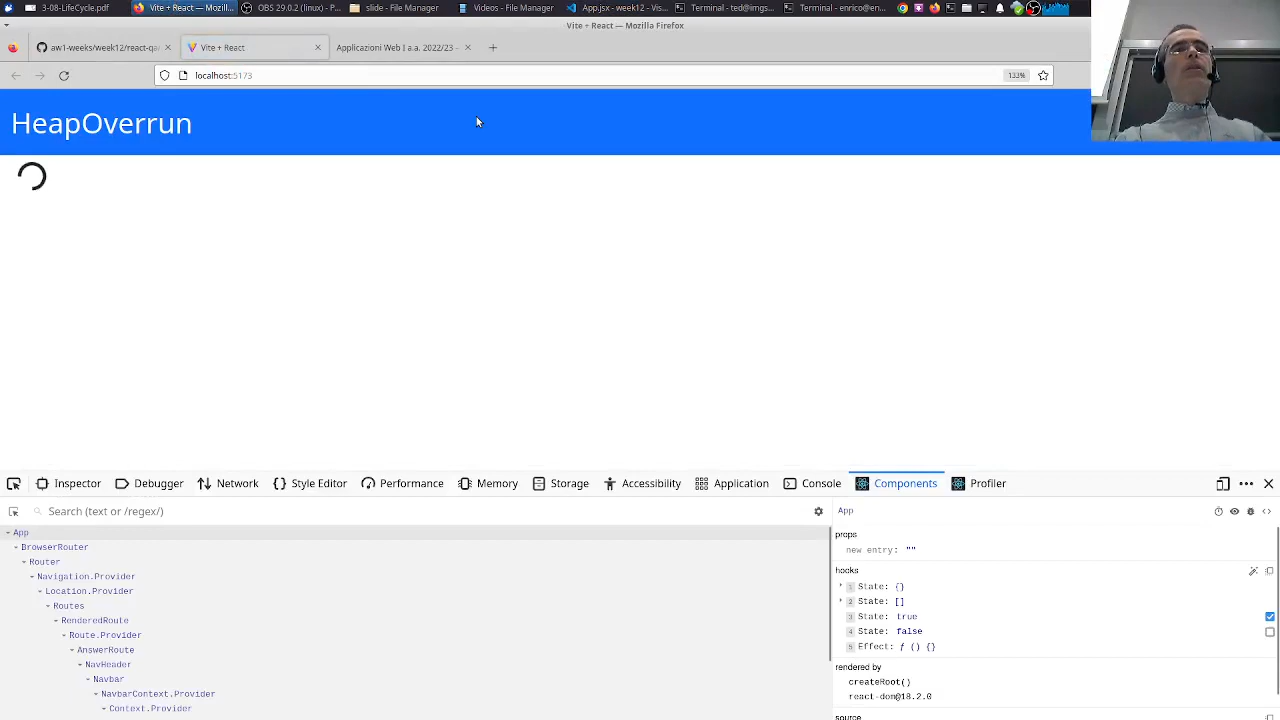 3-08-LifeCycle.pdf
Vite + React — Mozilla...
OBS 29.0.2 (linux) - P...
slide - File Manager
Videos - File Manager
App.jsx - week12 - Vis...
Terminal - ted@ings...
Terminal - enrico@en...
Vite + React — Mozilla Firefox
aw1-weeks/week12/react-qa
Vite + React
Applicazioni Web I a.a. 2022/23 -
localhost:5173
133%
HeapOverrun
Inspector
Debugger
Network
Style Editor
Performance
Memory
Storage
Accessibility
Application
Console
Components
Profiler
Search (text or /regex/)
App
BrowserRouter
Router
Navigation.Provider
Location.Provider
Routes
RenderedRoute
Route.Provider
AnswerRoute
NavHeader
Navbar
NavbarContext.Provider
Context.Provider
App
props
new entry: ""
hooks
1 State: {}
2 State: []
3 State: true
4 State: false
5 Effect: ƒ () {}
rendered by
createRoot()
react-dom@18.2.0
source